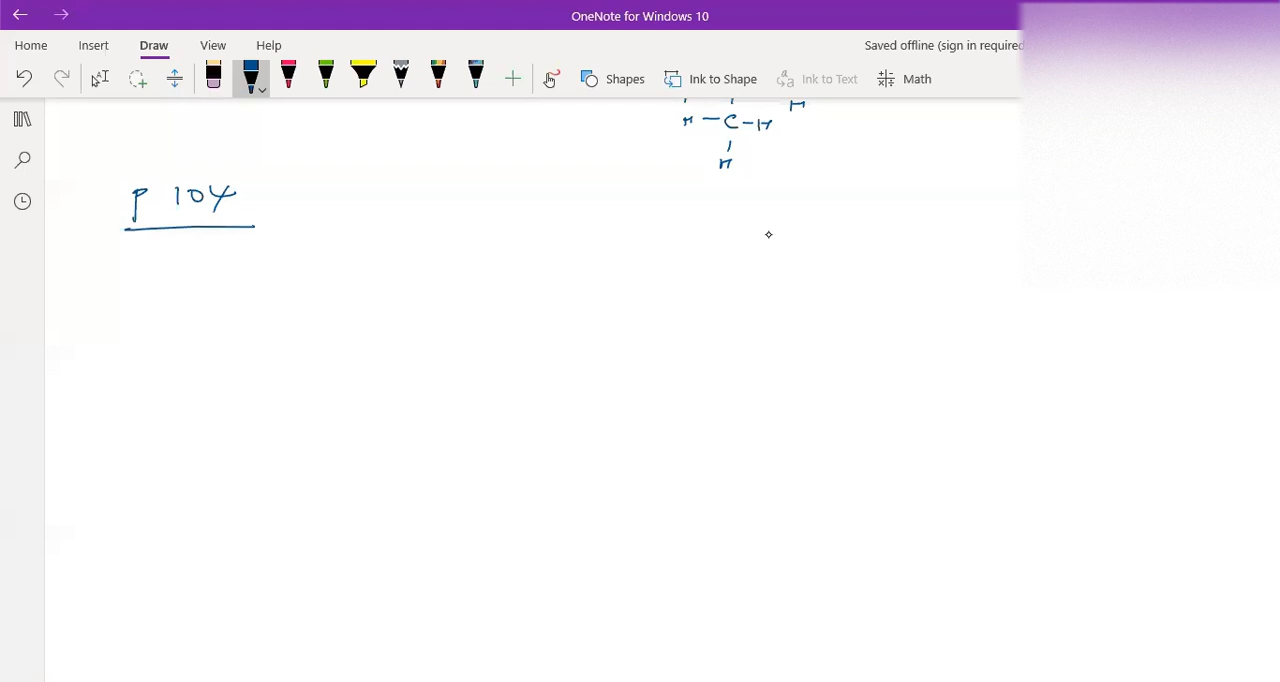 OneNote for Windows 10
Home Insert Draw View Help Saved offline (sign in required
Shapes Ink to Shape Ink to Text Math
H
H – C – H
H
P 104